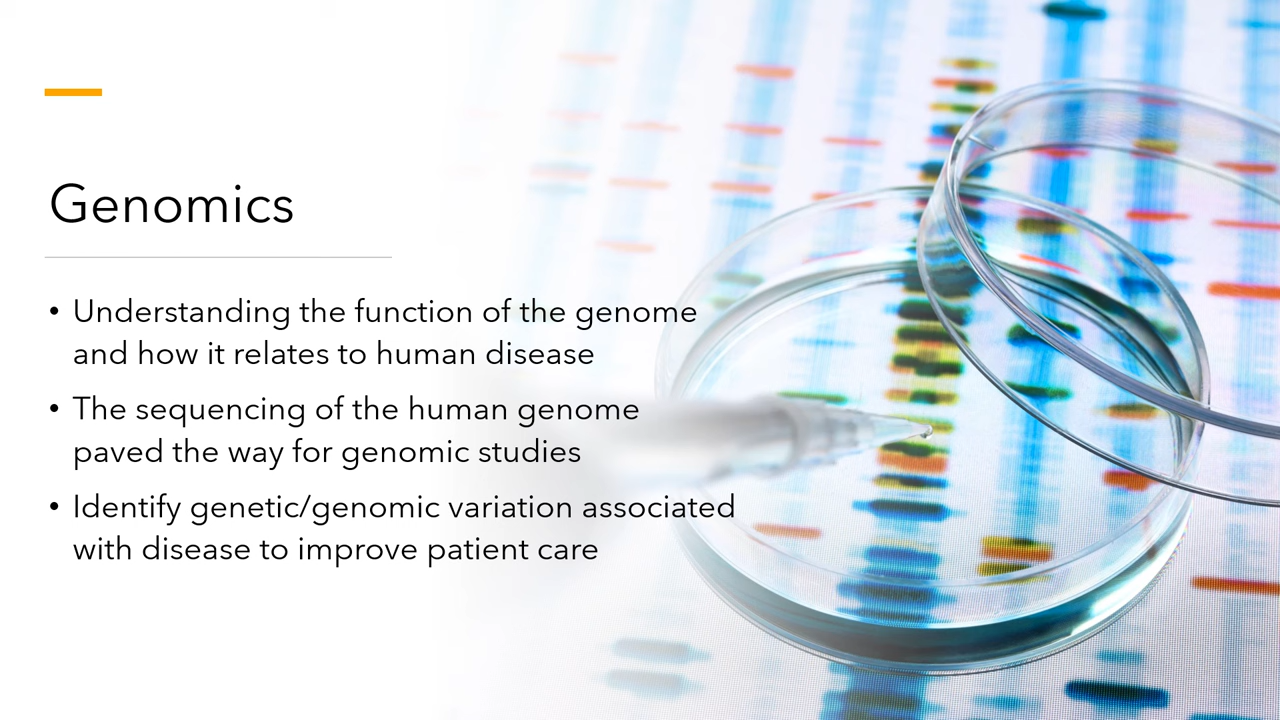 Genomics
• Understanding the function of the genome
and how it relates to human disease
• The sequencing of the human genome
paved the way for genomic studies
• Identify genetic/genomic variation associated
with disease to improve patient care